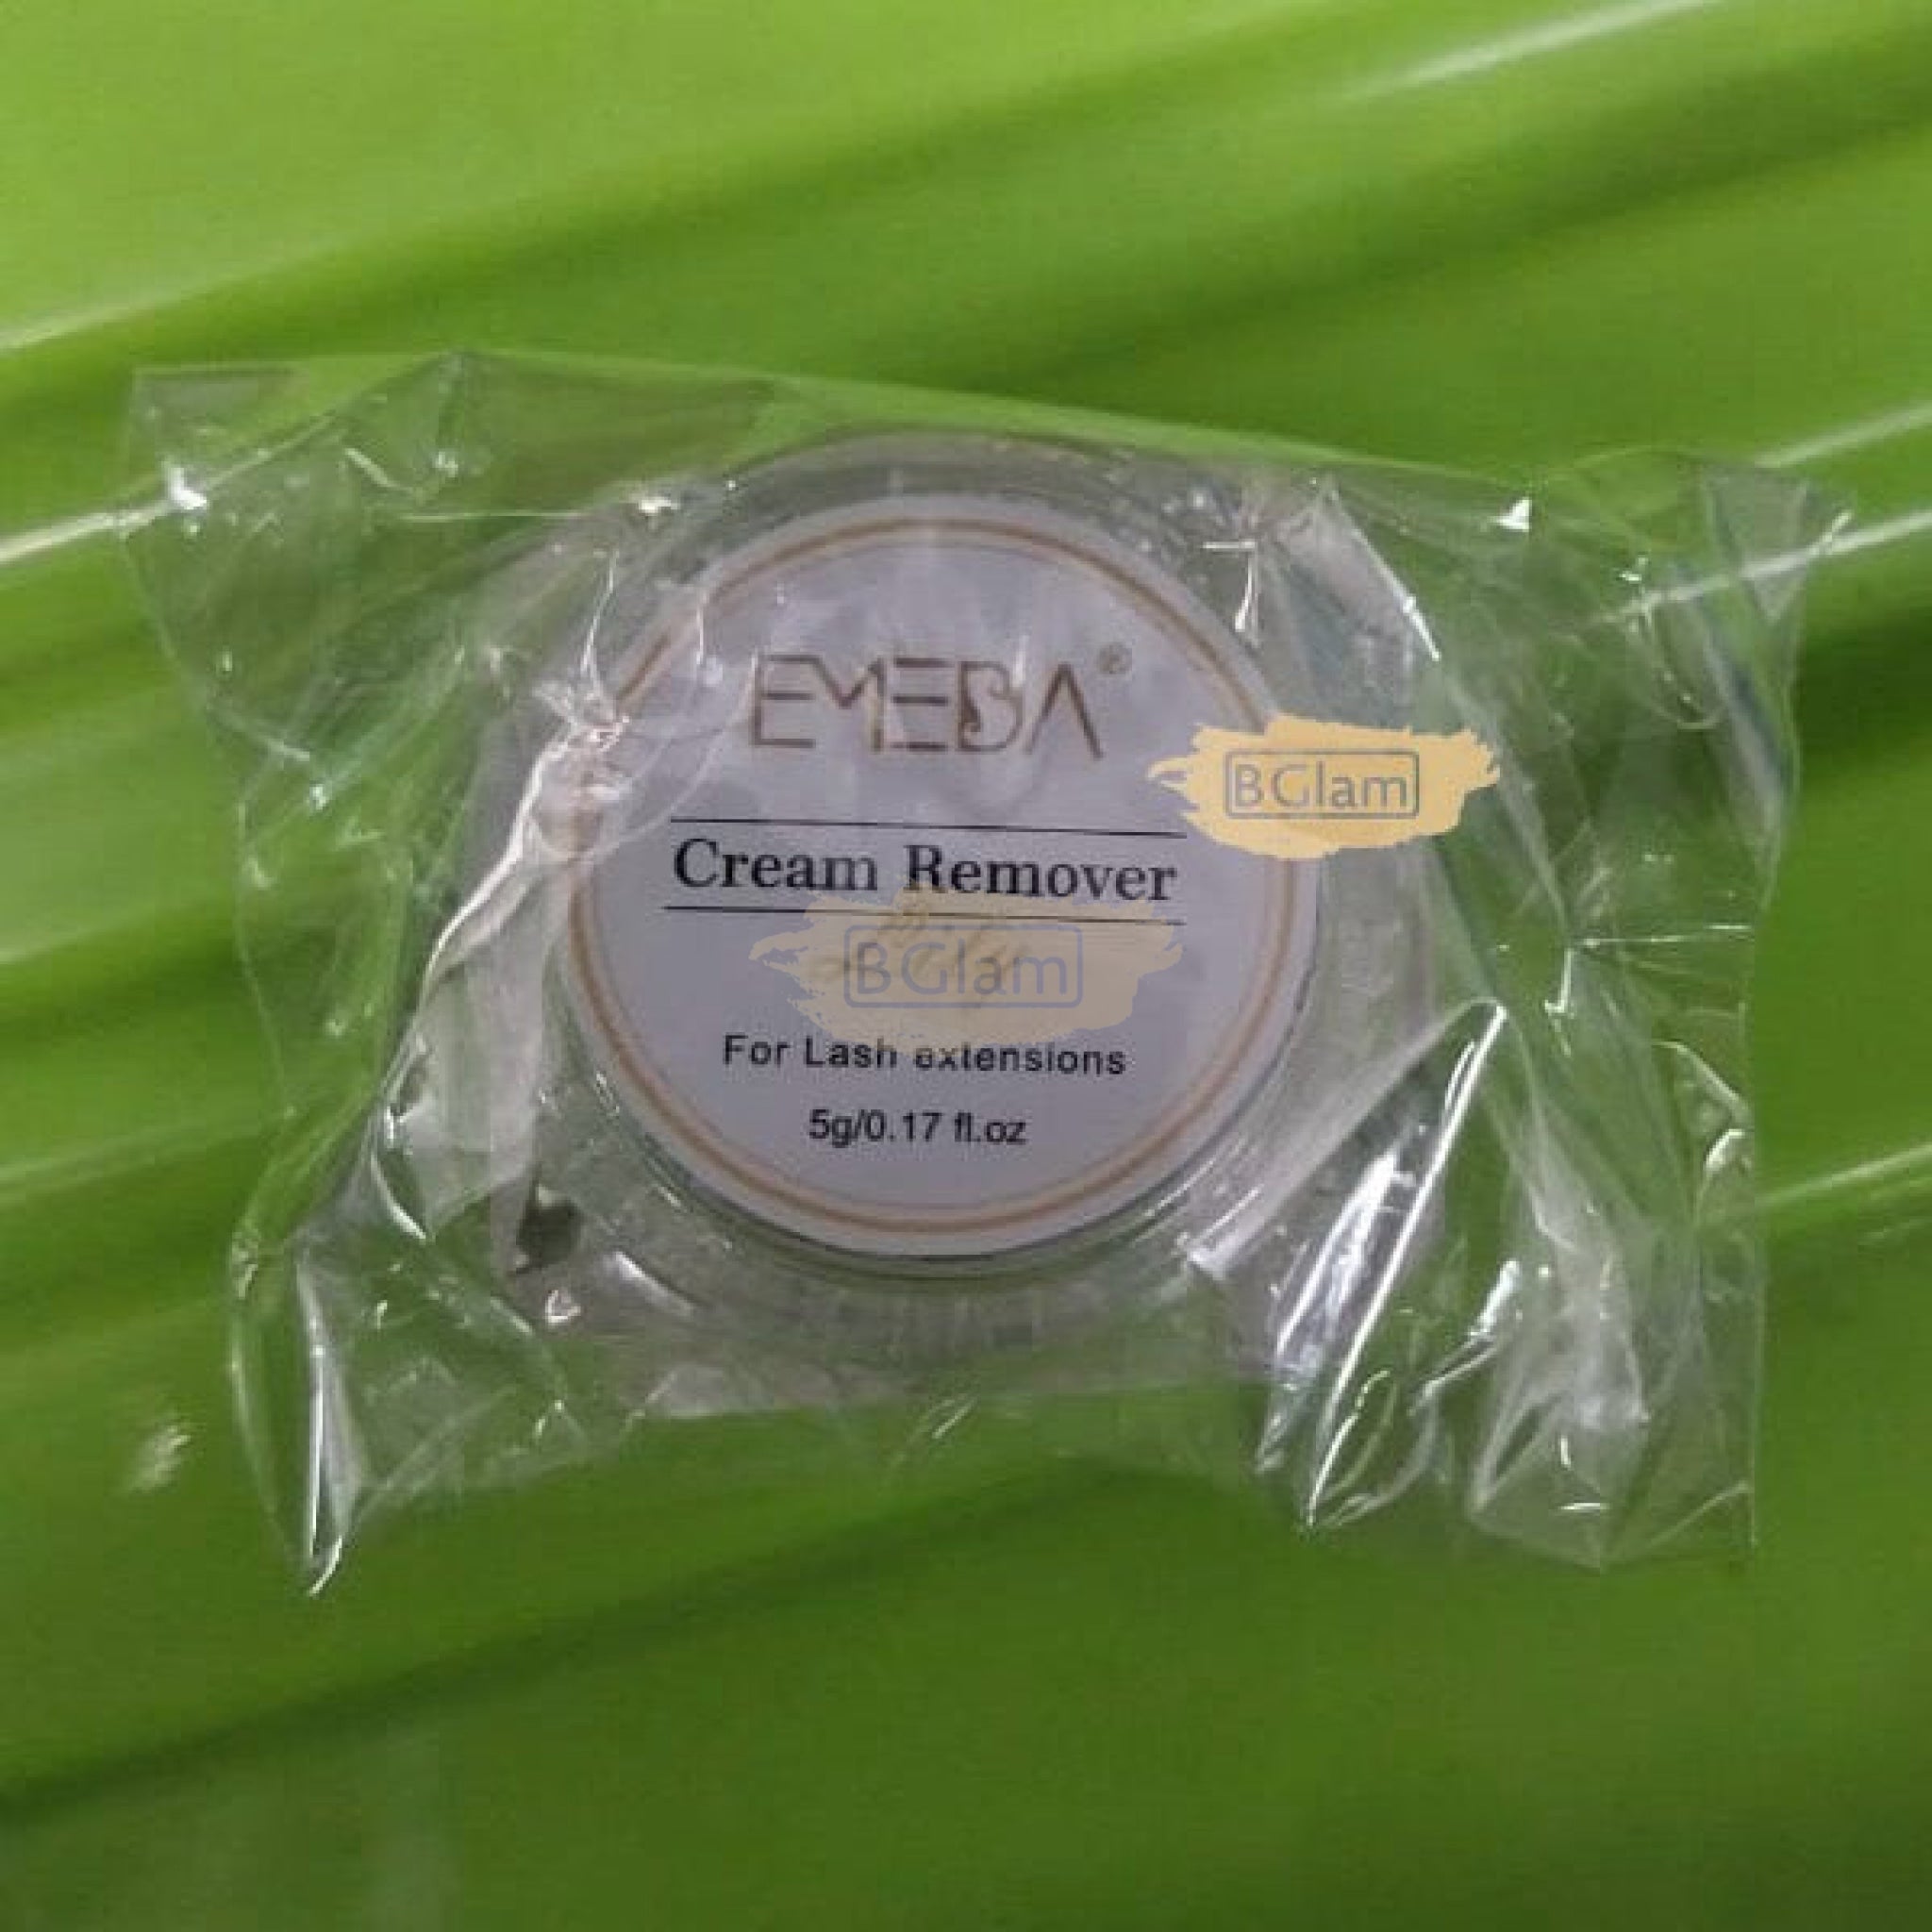 EMEBA®
BGlam
Cream Remover
BGlam
For Lash extensions
5g/0.17 fl.oz